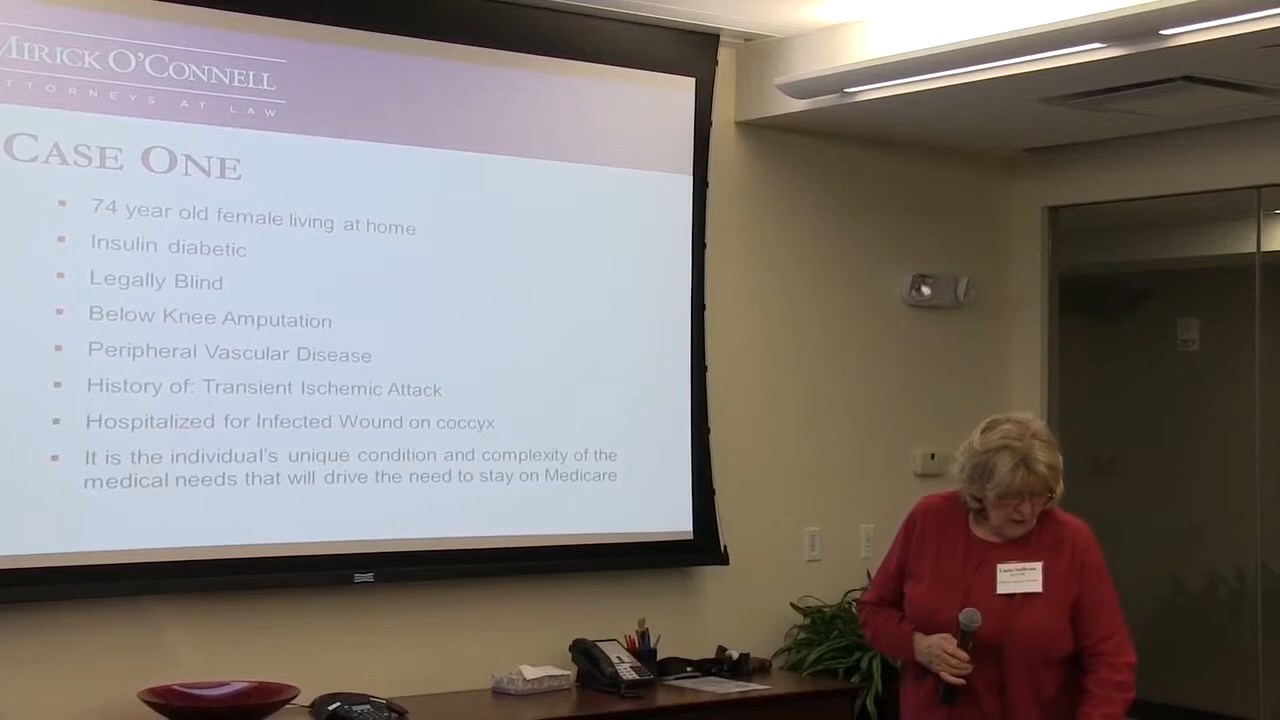 MIRICK O'CONNELL
ATTORNEYS AT LAW
CASE ONE
74 year old female living at home
Insulin diabetic
Legally Blind
Below Knee Amputation
Peripheral Vascular Disease
History of: Transient Ischemic Attack
Hospitalized for Infected Wound on coccyx
It is the individual's unique condition and complexity of the
medical needs that will drive the need to stay on Medicare